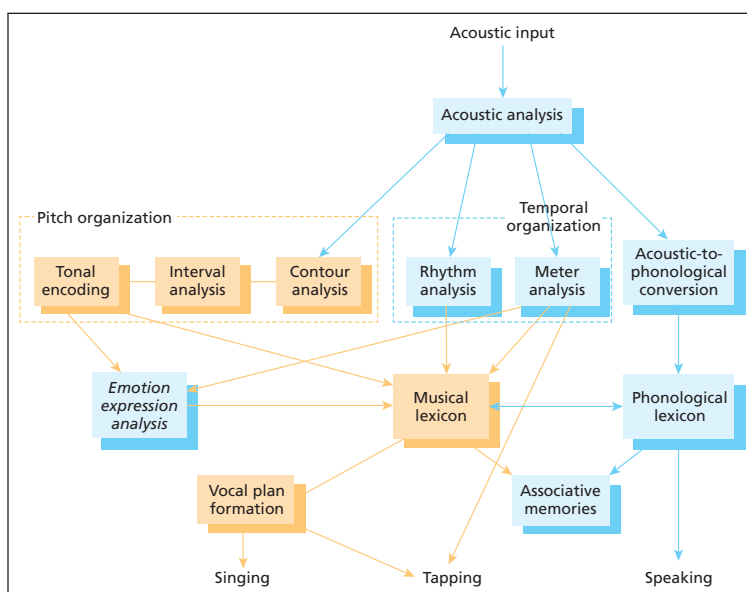 Acoustic input
Acoustic analysis
Pitch organization
Temporal
organization
Tonal
encoding
Interval
analysis
Contour
analysis
Rhythm
analysis
Meter
analysis
Acoustic-to-
phonological
conversion
Emotion
expression
analysis
Musical
lexicon
Phonological
lexicon
Vocal plan
formation
Associative
memories
Singing
Tapping
Speaking